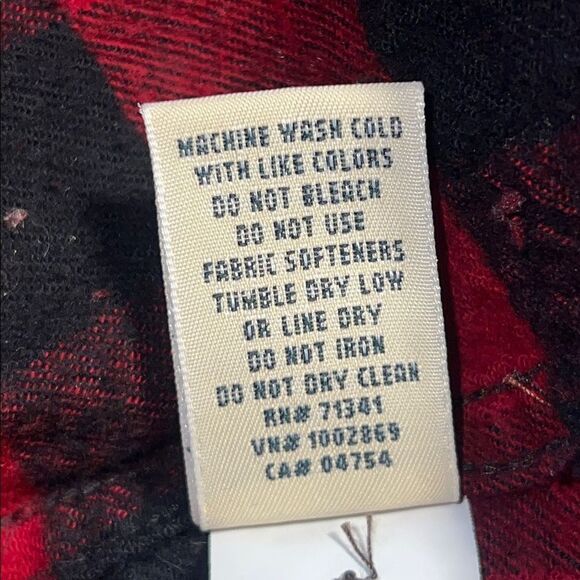 MACHINE WASH COLD
WITH LIKE COLORS
DO NOT BLEACH
DO NOT USE
FABRIC SOFTENERS
TUMBLE DRY LOW
OR LINE DRY
DO NOT IRON
DO NOT DRY CLEAN
RN# 71341
VN# 1002869
CA# 04754